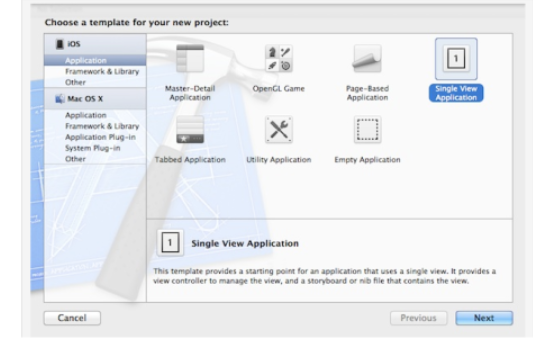 Choose a template for your new project:
iOS
Application
Framework & Library
Other
Mac OS X
Application
Framework & Library
Application Plug-in
System Plug-in
Other
Master-Detail
Application
OpenGL Game
Page-Based
Application
1
Single View
Application
Tabbed Application
Utility Application
Empty Application
1
Single View Application
This template provides a starting point for an application that uses a single view. It provides a
view controller to manage the view, and a storyboard or nib file that contains the view.
Cancel
Previous
Next